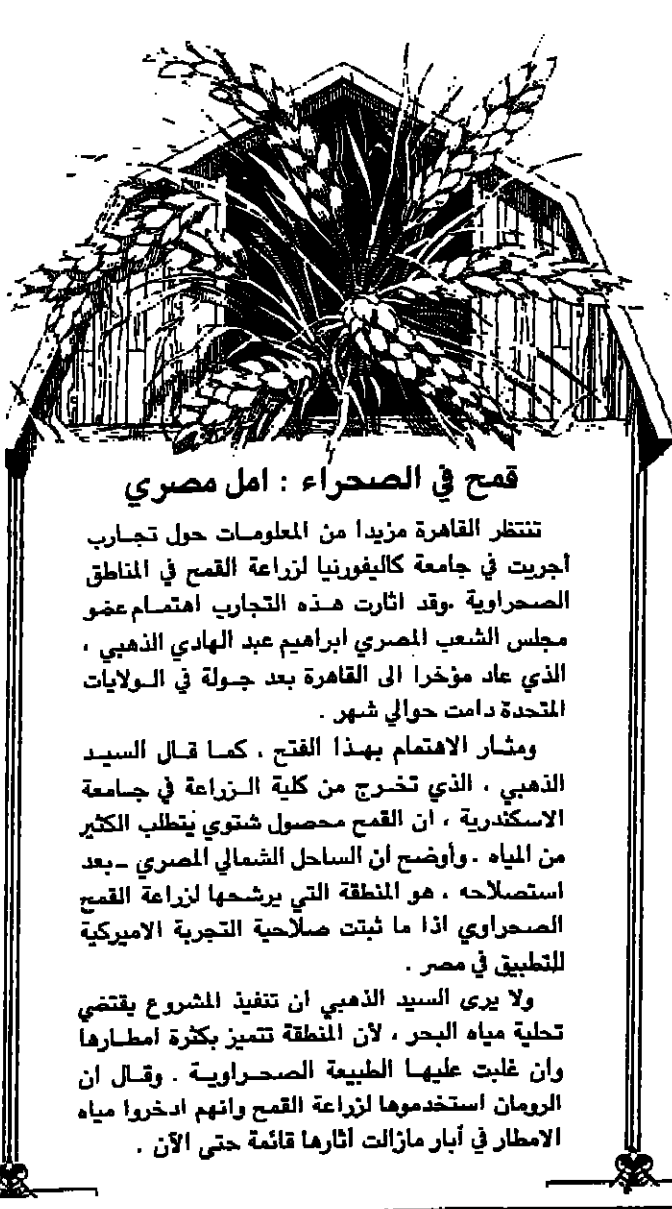 قمح في الصحراء : امل مصري
تنتظر القاهرة مزيدا من المعلومات حول تجارب
أجريت في جامعة كاليفورنيا لزراعة القمح في المناطق
الصحراوية .وقد اثارت هذه التجارب اهتمام عضو
مجلس الشعب المصري ابراهيم عبد الهادي الذهبي ،
الذي عاد مؤخرا الى القاهرة بعد جولة في الولايات
المتحدة دامت حوالي شهر .
ومثار الاهتمام بهذا الفتح ، كما قال السيد
الذهبي ، الذي تخرج من كلية الزراعة في جامعة
الاسكندرية ، ان القمح محصول شتوي يتطلب الكثير
من المياه . وأوضح ان الساحل الشمالي المصري ـ بعد
استصلاحه ، هو المنطقة التي يرشحها لزراعة القمح
الصحراوي اذا ما ثبتت صلاحية التجربة الاميركية
للتطبيق في مصر .
ولا يرى السيد الذهبي ان تنفيذ المشروع يقتضي
تحلية مياه البحر ، لأن المنطقة تتميز بكثرة امطارها
وان غلبت عليها الطبيعة الصحراوية . وقال ان
الرومان استخدموها لزراعة القمح وانهم ادخروا مياه
الامطار في أبار مازالت اثارها قائمة حتى الآن .